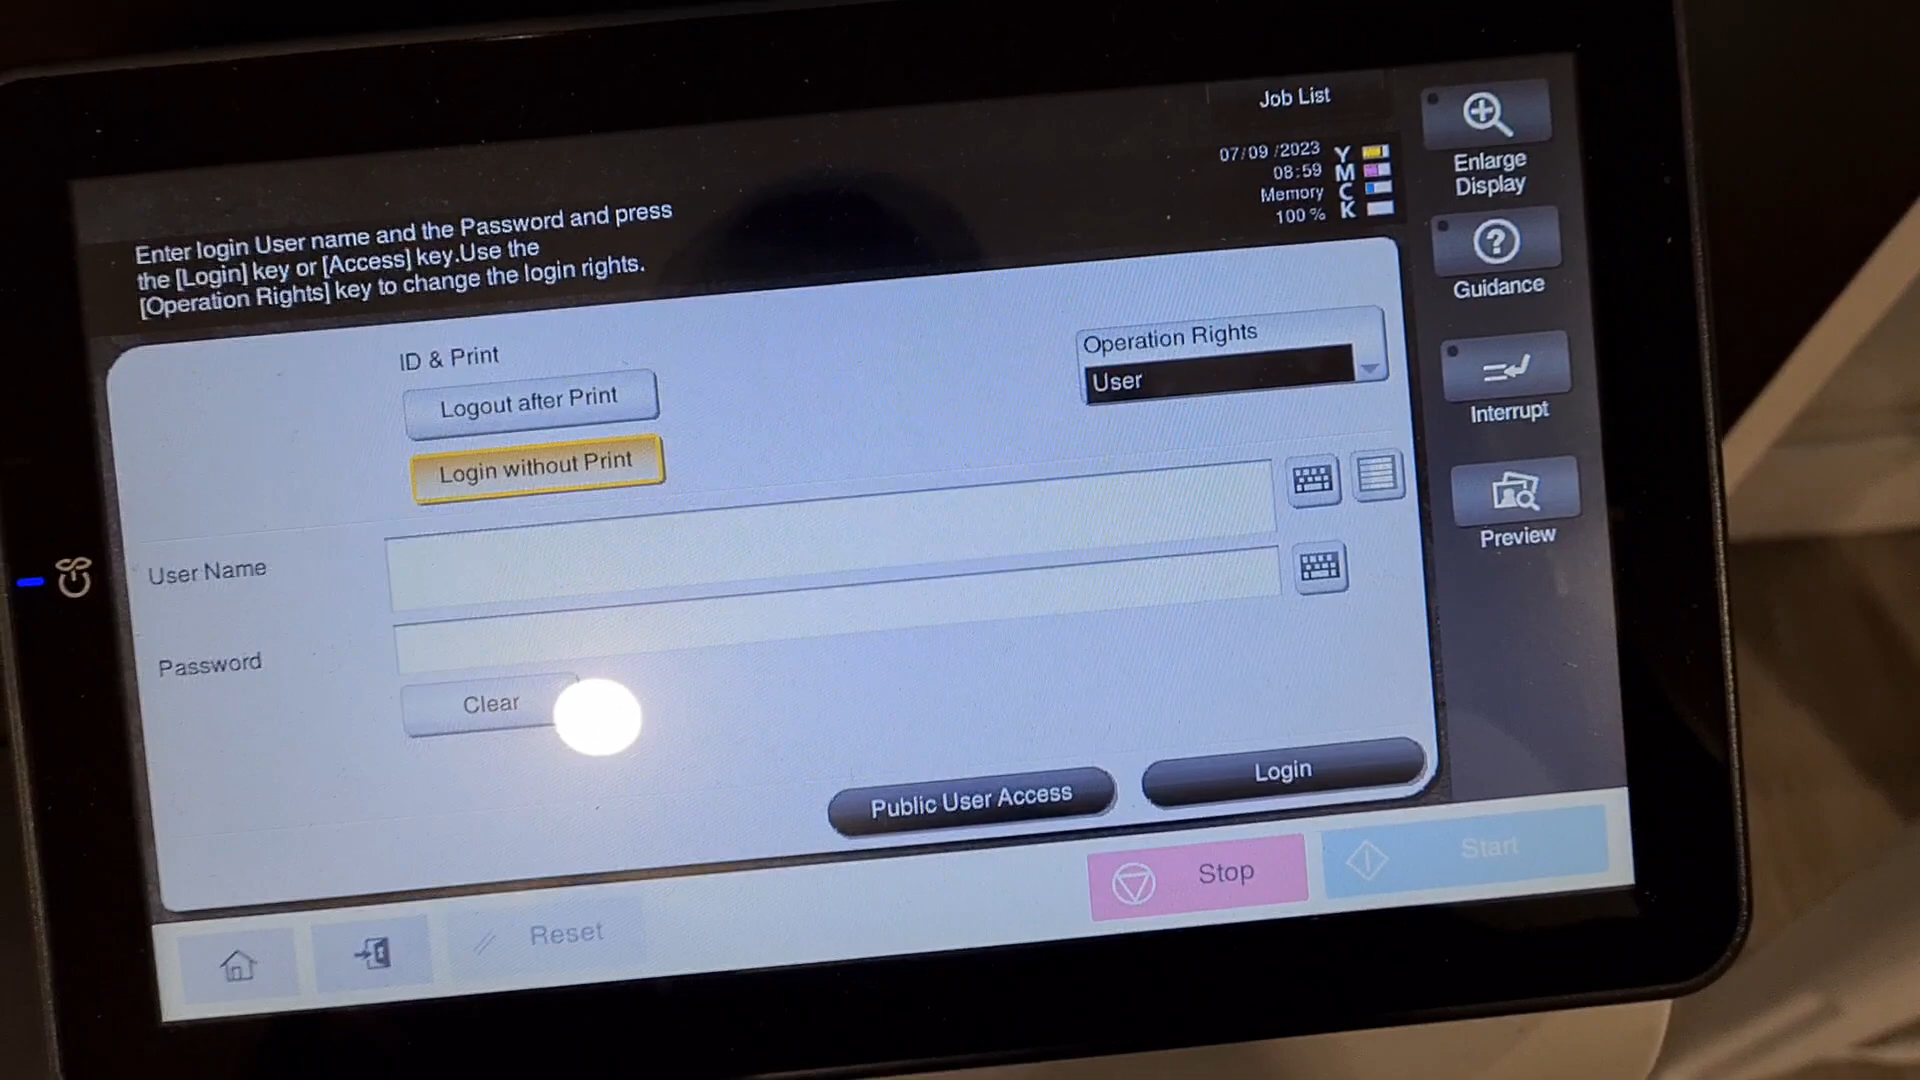 Job List
07/09 /2023
08:59
Memory
100 %
Y
M
C
K
Enlarge
Display
Guidance
Interrupt
Preview
Enter login User name and the Password and press
the [Login] key or [Access] key.Use the
[Operation Rights] key to change the login rights.
ID & Print
Logout after Print
Login without Print
Operation Rights
User
User Name
Password
Clear
Public User Access
Login
Stop
Start
Reset